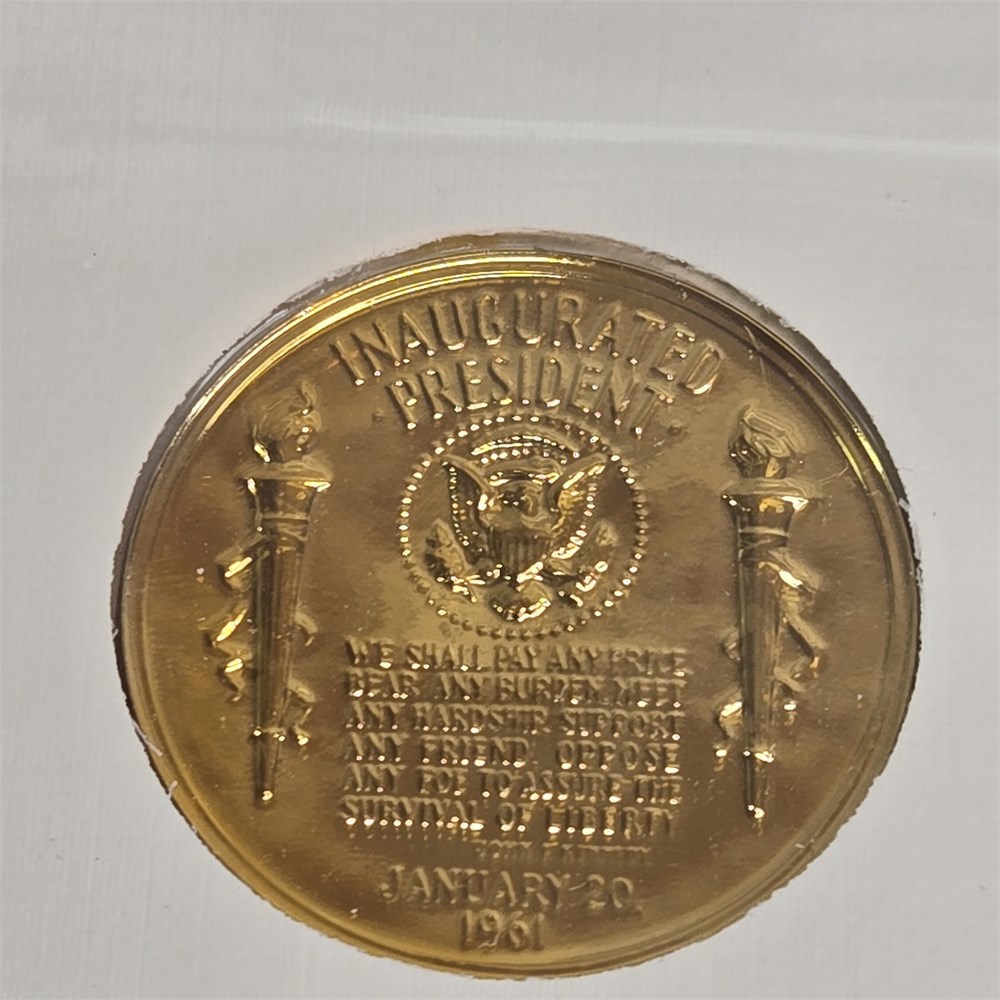 INAUGURATED
PRESIDENT
WE SHALL PAY ANY PRICE
BEAR ANY BURDEN, MEET
ANY HARDSHIP, SUPPORT
ANY FRIEND, OPPOSE
ANY FOE TO ASSURE THE
SURVIVAL OF LIBERTY
JANUARY 20,
1961